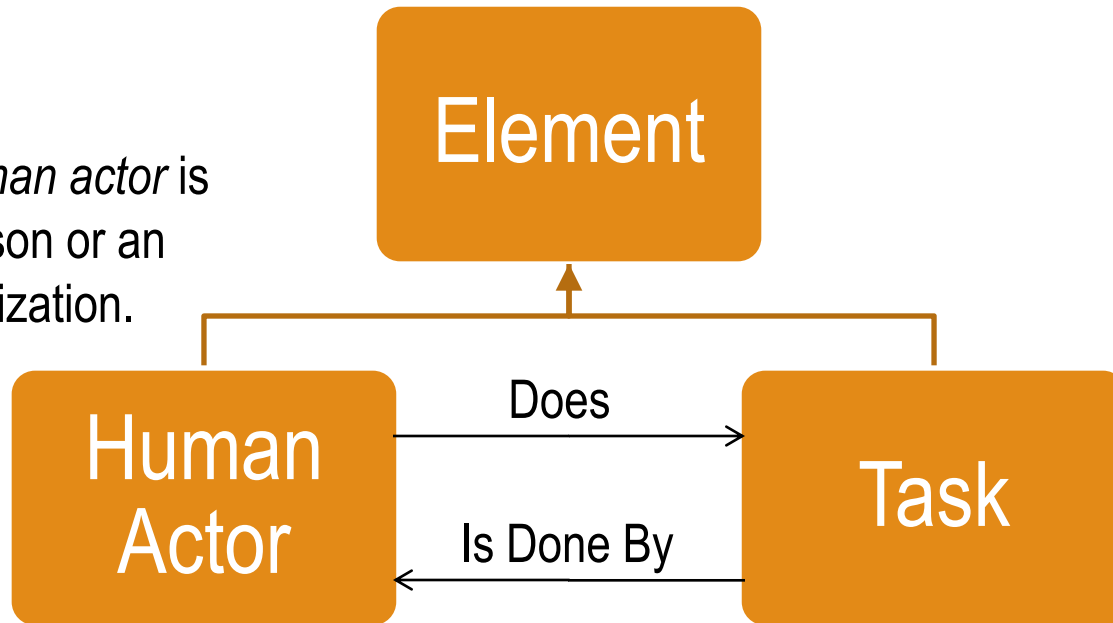 Element
man actor is
son or an
ization.
Does
Human
Actor
Task
Is Done By